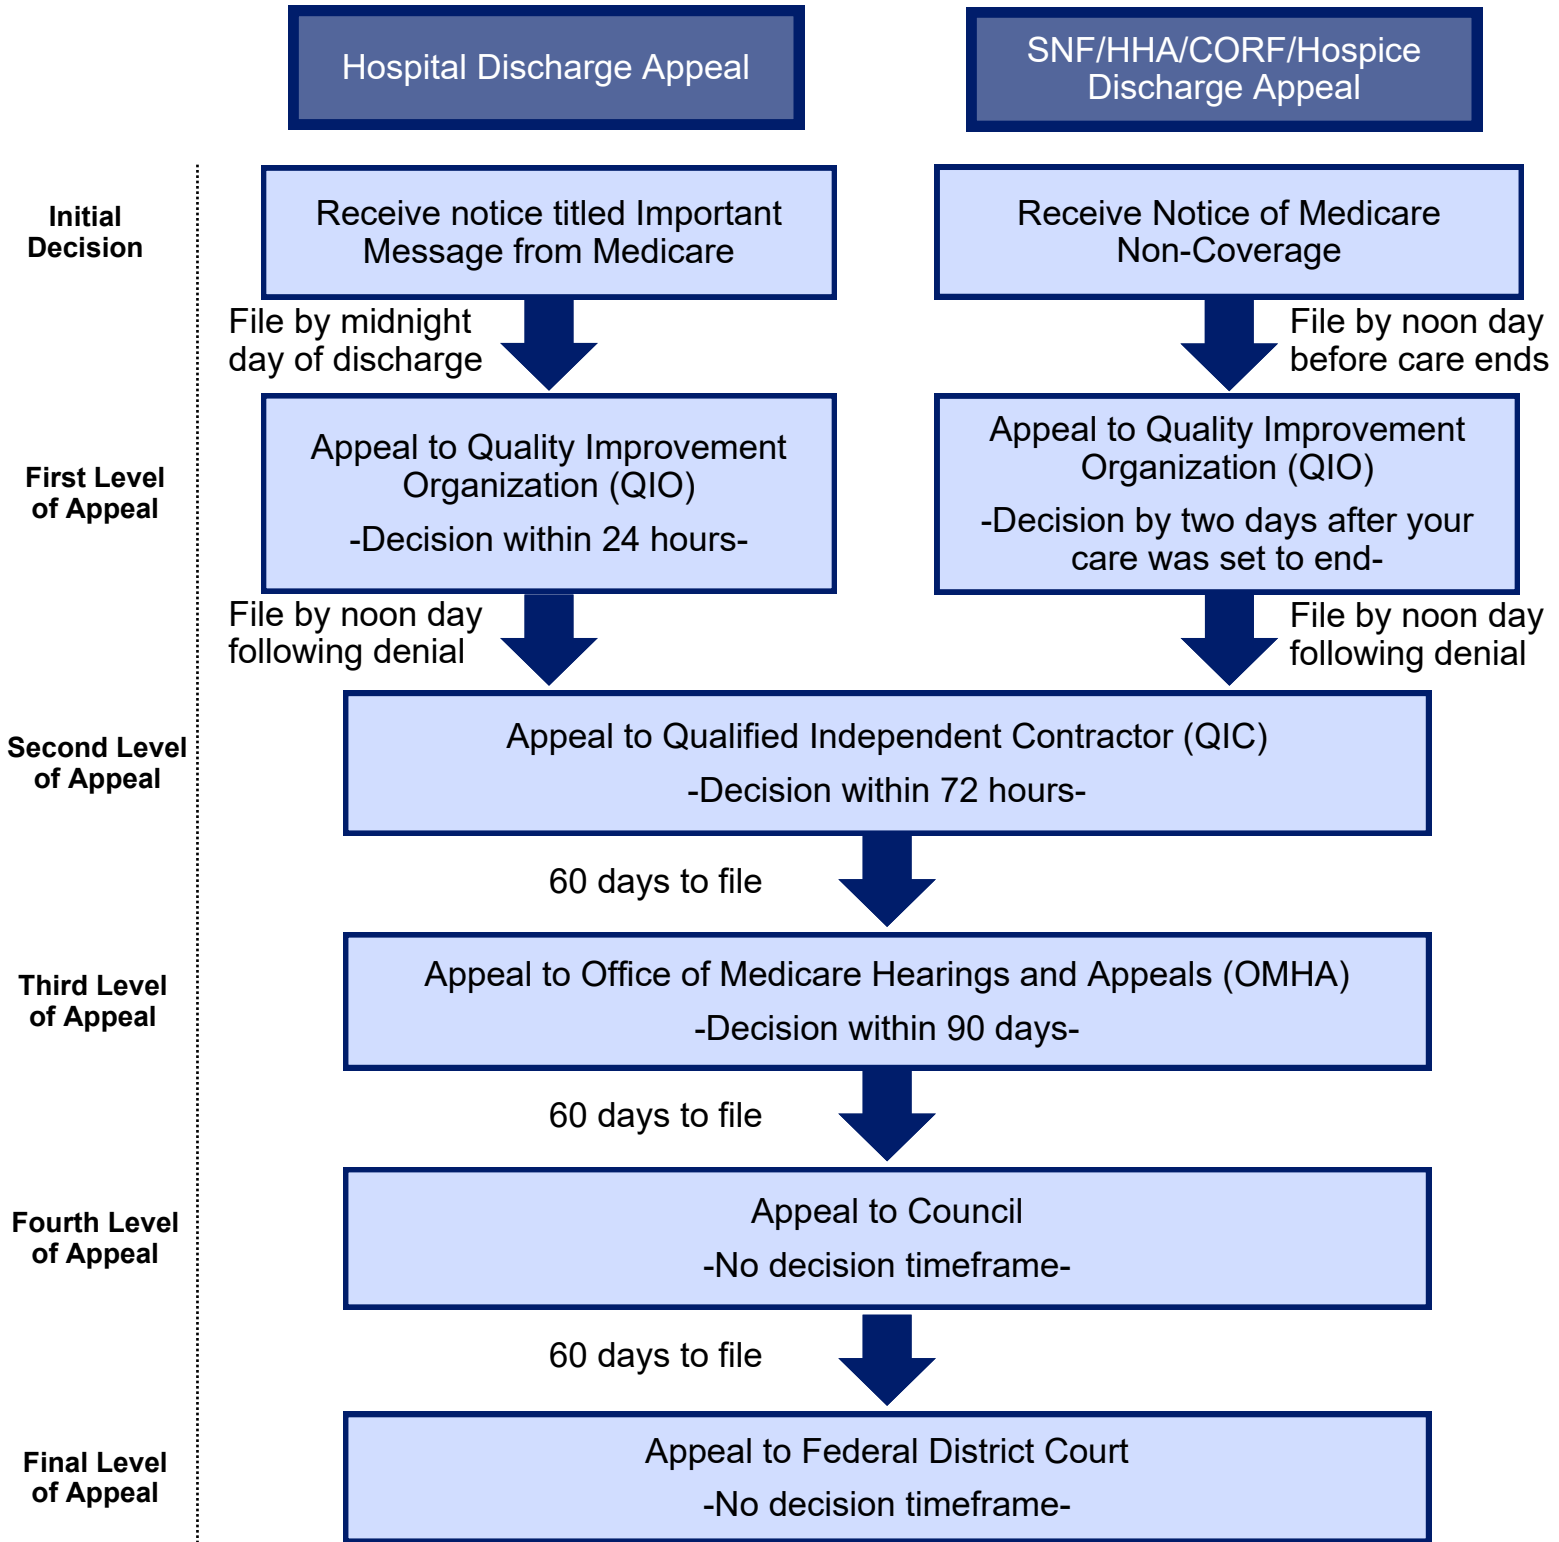 Hospital Discharge Appeal
SNF/HHA/CORF/Hospice
Discharge Appeal
Initial
Decision
Receive notice titled Important
Message from Medicare
Receive Notice of Medicare
Non-Coverage
File by midnight
day of discharge
File by noon day
before care ends
First Level
of Appeal
Appeal to Quality Improvement
Organization (QIO)
-Decision within 24 hours-
Appeal to Quality Improvement
Organization (QIO)
-Decision by two days after your
care was set to end-
File by noon day
following denial
File by noon day
following denial
Second Level
of Appeal
Appeal to Qualified Independent Contractor (QIC)
-Decision within 72 hours-
60 days to file
Third Level
of Appeal
Appeal to Office of Medicare Hearings and Appeals (OMHA)
-Decision within 90 days-
60 days to file
Fourth Level
of Appeal
Appeal to Council
-No decision timeframe-
60 days to file
Final Level
of Appeal
Appeal to Federal District Court
-No decision timeframe-